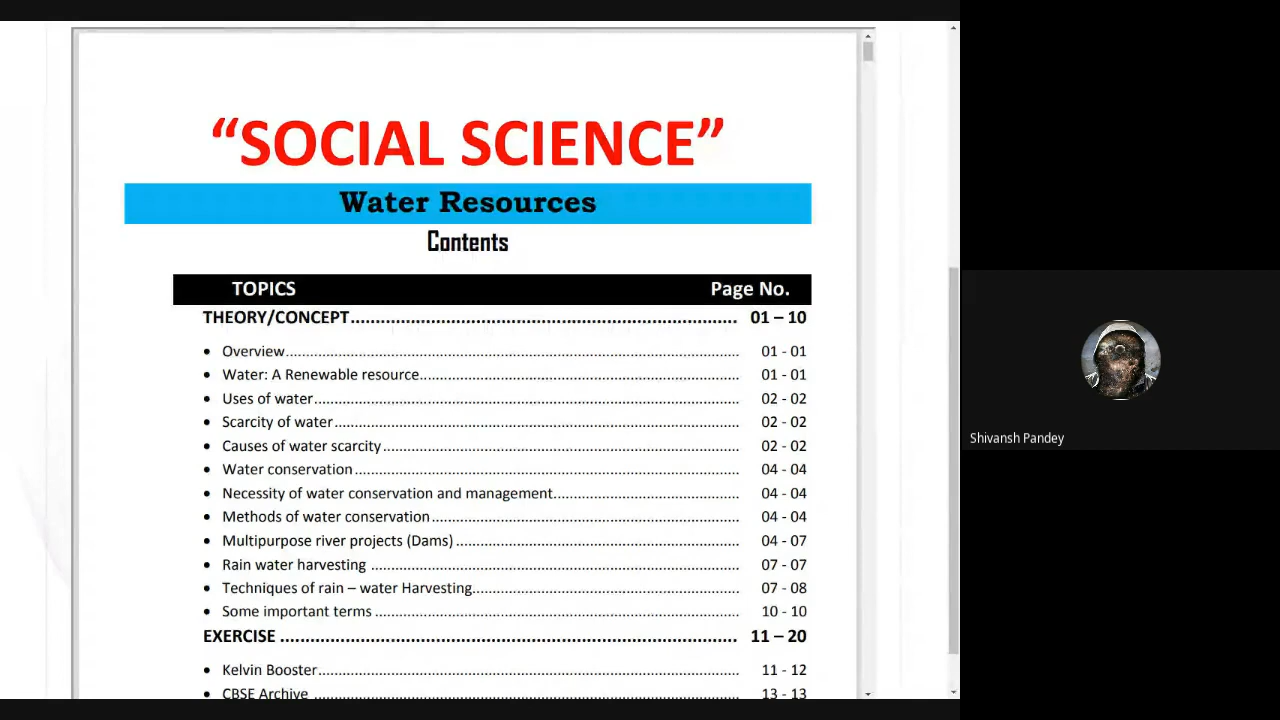 “SOCIAL SCIENCE”
Water Resources
Contents
TOPICS Page No.
THEORY/CONCEPT........................................................................ 01 – 10
• Overview.................................................................................... 01 - 01
• Water: A Renewable resource................................................... 01 - 01
• Uses of water............................................................................. 02 - 02
• Scarcity of water........................................................................ 02 - 02
• Causes of water scarcity............................................................ 02 - 02
• Water conservation................................................................... 04 - 04
• Necessity of water conservation and management.................. 04 - 04
• Methods of water conservation................................................ 04 - 04
• Multipurpose river projects (Dams).......................................... 04 - 07
• Rain water harvesting ............................................................... 07 - 07
• Techniques of rain – water Harvesting...................................... 07 - 08
• Some important terms .............................................................. 10 - 10
EXERCISE ..................................................................................... 11 – 20
• Kelvin Booster............................................................................ 11 - 12
• CBSE Archive ............................................................................. 13 - 13
Shivansh Pandey